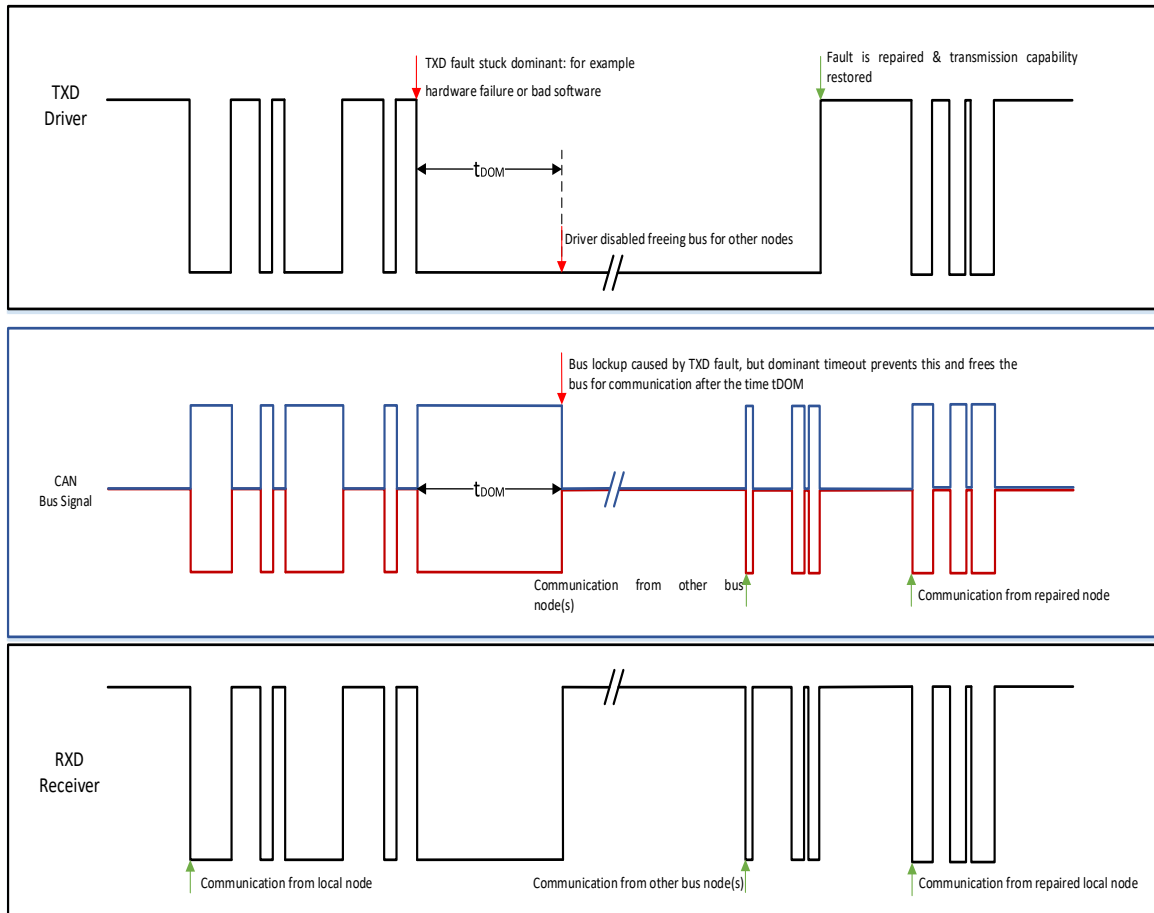 TXD fault stuck dominant: for example
hardware failure or bad software
Fault is repaired & transmission capability
restored
TXD
Driver
tDOM
Driver disabled freeing bus for other nodes
Bus lockup caused by TXD fault, but dominant timeout prevents this and frees the
bus for communication after the time tDOM
CAN
Bus Signal
tDOM
Communication from other bus
node(s)
Communication from repaired node
RXD
Receiver
Communication from local node
Communication from other bus node(s)
Communication from repaired local node